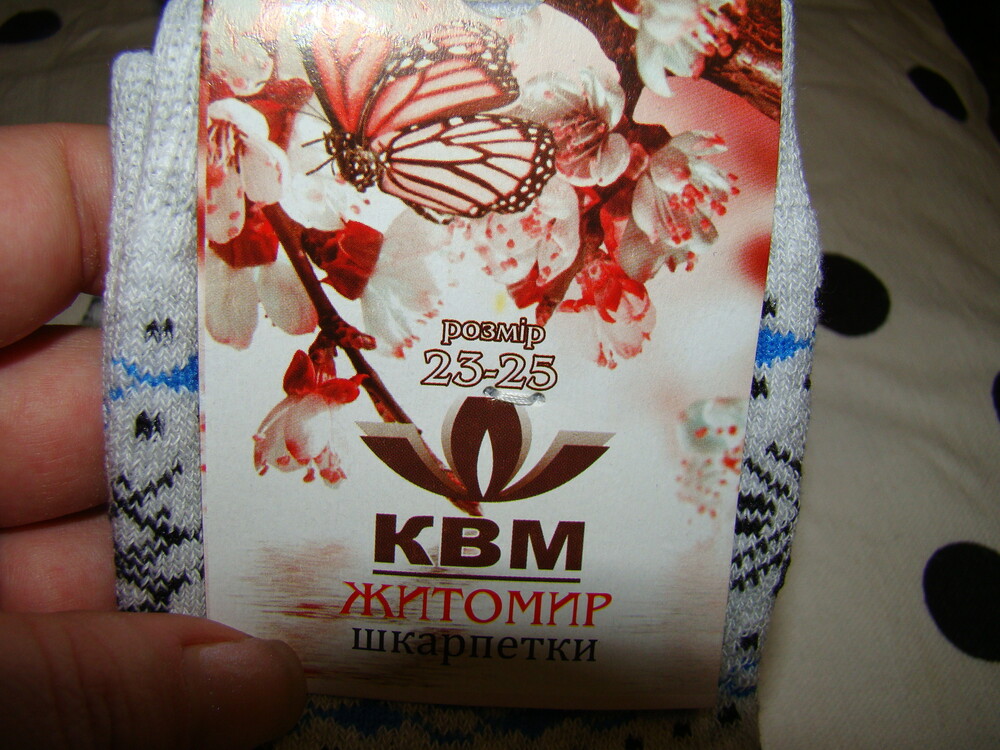 розмір
23-25
КВМ
ЖИТОМИР
шкарпетки